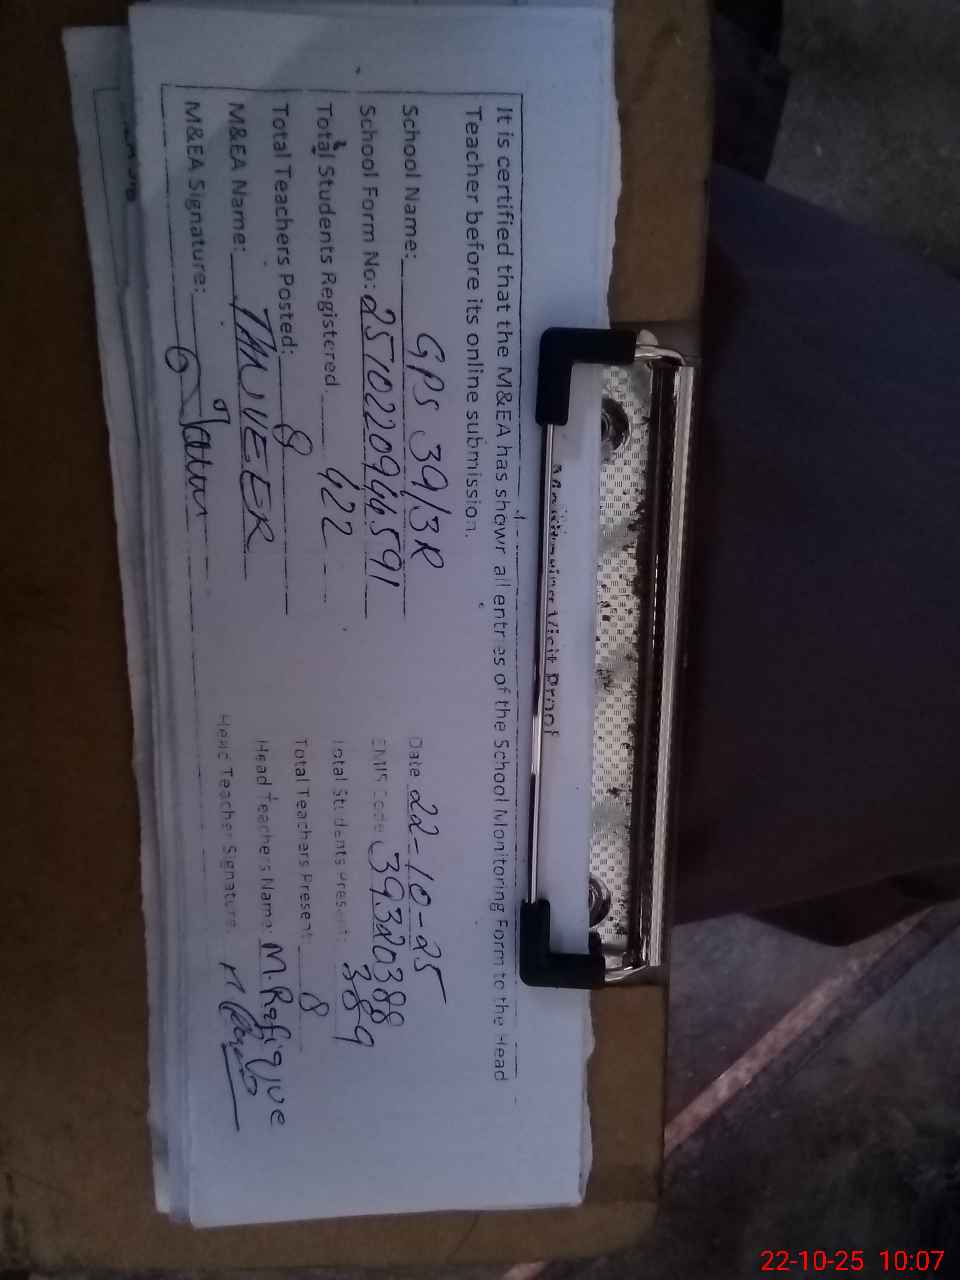 Monitoring Visit Proof
It is certified that the M&EA has shown all entries of the School Monitoring Form to the Head
Teacher before its online submission.
School Name: GPS 39/3R Date 22-10-25
School Form No: 2510220944591 EMIS Code 39320388
Total Students Registered 422 Total Students Present: 389
Total Teachers Posted: 8 Total Teachers Present: 8
M&EA Name: TANVEER Head Teachers Name: M. Rafique
M&EA Signature: Head Teacher Signature:
22-10-25 10:07